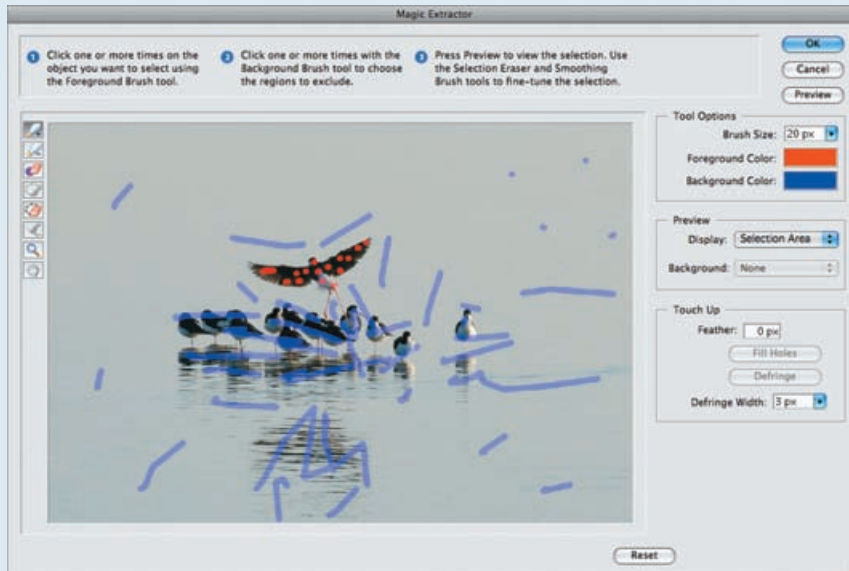 Magic Extractor
1 Click one or more times on the
object you want to select using
the Foreground Brush tool.
2 Click one or more times with the
Background Brush tool to choose
the regions to exclude.
3 Press Preview to view the selection. Use
the Selection Eraser and Smoothing
Brush tools to fine-tune the selection.
OK
Cancel
Preview
Tool Options
Brush Size: 20 px
Foreground Color:
Background Color:
Preview
Display: Selection Area
Background: None
Touch Up
Feather: 0 px
Fill Holes
Defringe
Defringe Width: 3 px
Reset